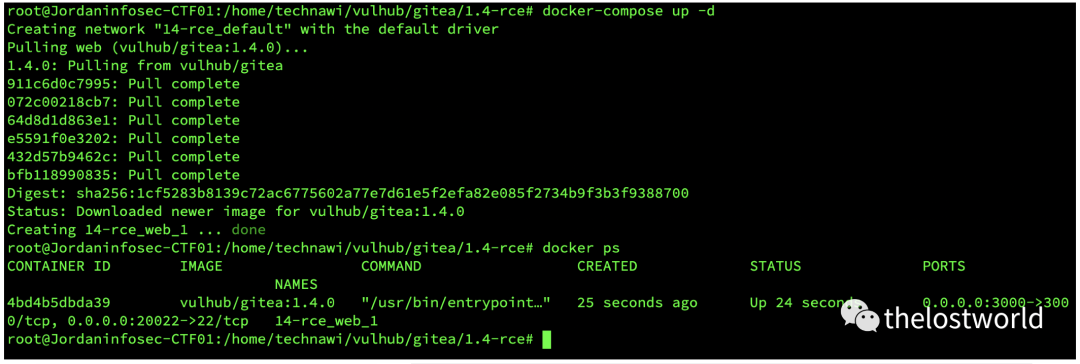 root@Jordaninfosec-CTF01:/home/technawi/vulhub/gitea/1.4-rce# docker-compose up -d
Creating network "14-rce_default" with the default driver
Pulling web (vulhub/gitea:1.4.0)...
1.4.0: Pulling from vulhub/gitea
911c6d0c7995: Pull complete
072c00218cb7: Pull complete
64d8d1d863e1: Pull complete
e5591f0e3202: Pull complete
432d57b9462c: Pull complete
bfb118990835: Pull complete
Digest: sha256:1cf5283b8139c72ac6775602a77e7d61e5f2efa82e085f2734b9f3b3f9388700
Status: Downloaded newer image for vulhub/gitea:1.4.0
Creating 14-rce_web_1 ... done
root@Jordaninfosec-CTF01:/home/technawi/vulhub/gitea/1.4-rce# docker ps
CONTAINER ID IMAGE COMMAND CREATED STATUS PORTS
NAMES
4bd4b5dbda39 vulhub/gitea:1.4.0 "/usr/bin/entrypoint…" 25 seconds ago Up 24 second 0.0.0.0:3000->300
0/tcp, 0.0.0.0:20022->22/tcp 14-rce_web_1
root@Jordaninfosec-CTF01:/home/technawi/vulhub/gitea/1.4-rce#
thelostworld